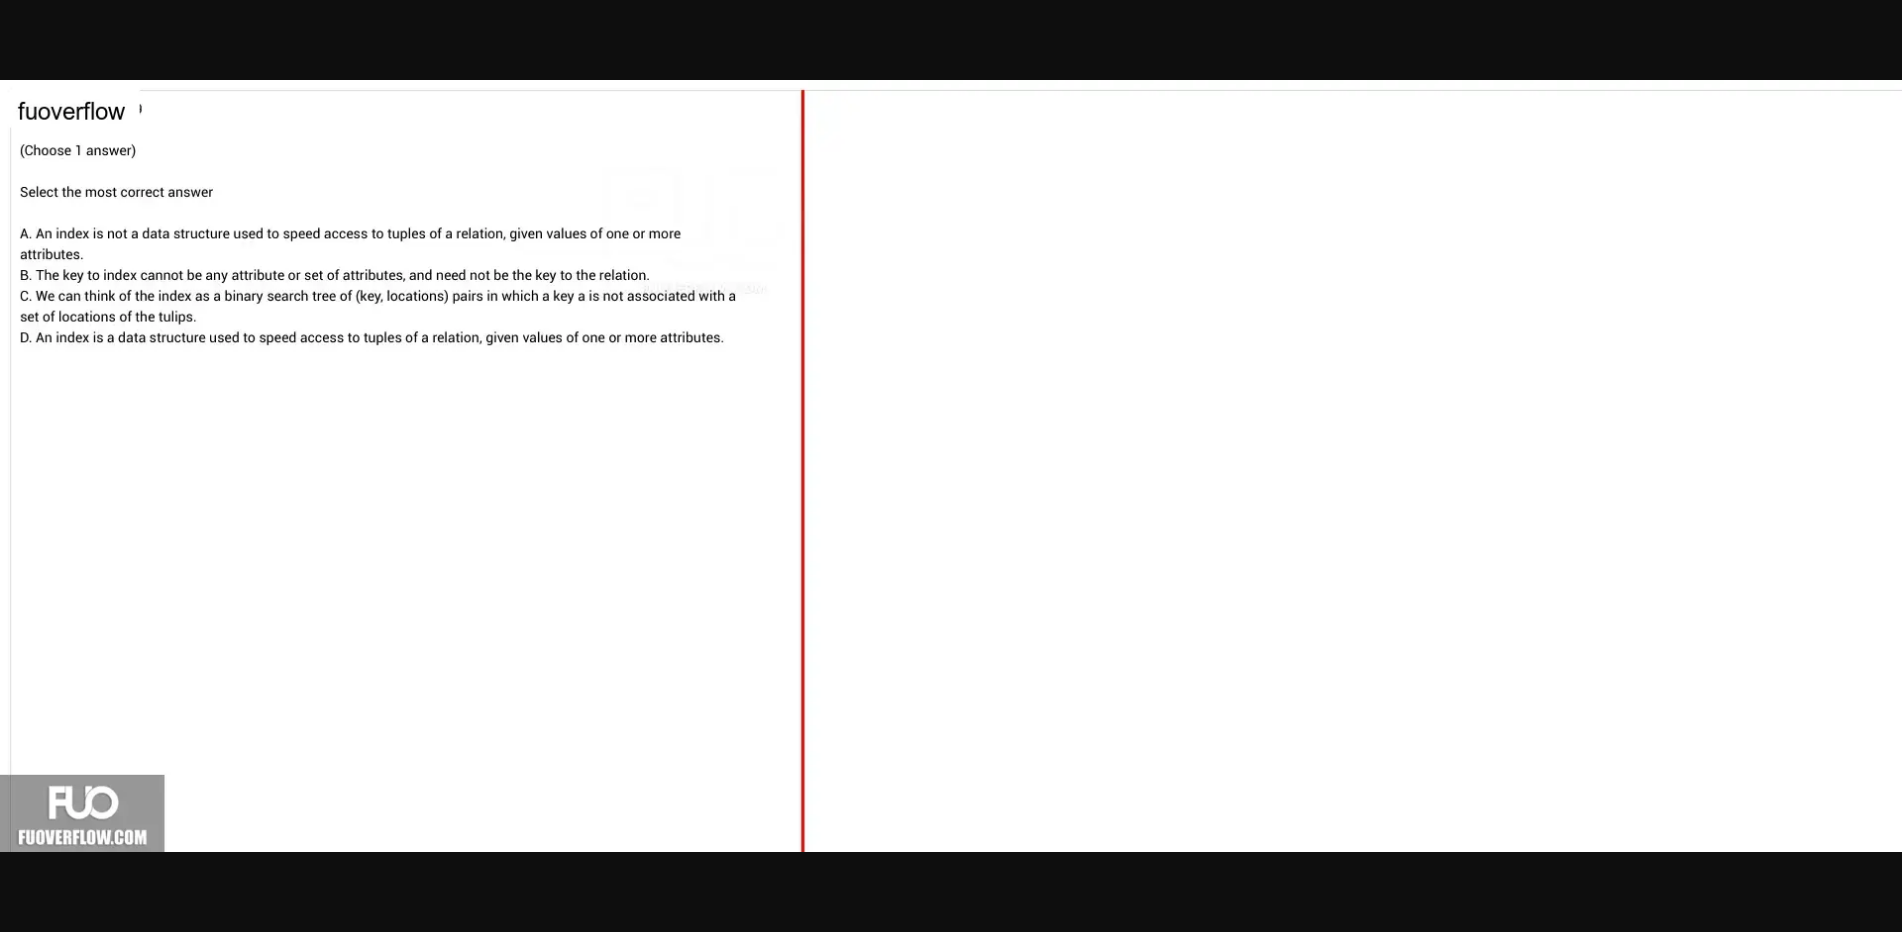 fuoverflow
(Choose 1 answer)
Select the most correct answer
A. An index is not a data structure used to speed access to tuples of a relation, given values of one or more
attributes.
B. The key to index cannot be any attribute or set of attributes, and need not be the key to the relation.
C. We can think of the index as a binary search tree of (key, locations) pairs in which a key a is not associated with a
set of locations of the tulips.
D. An index is a data structure used to speed access to tuples of a relation, given values of one or more attributes.
FUO
FUOVERFLOW.COM